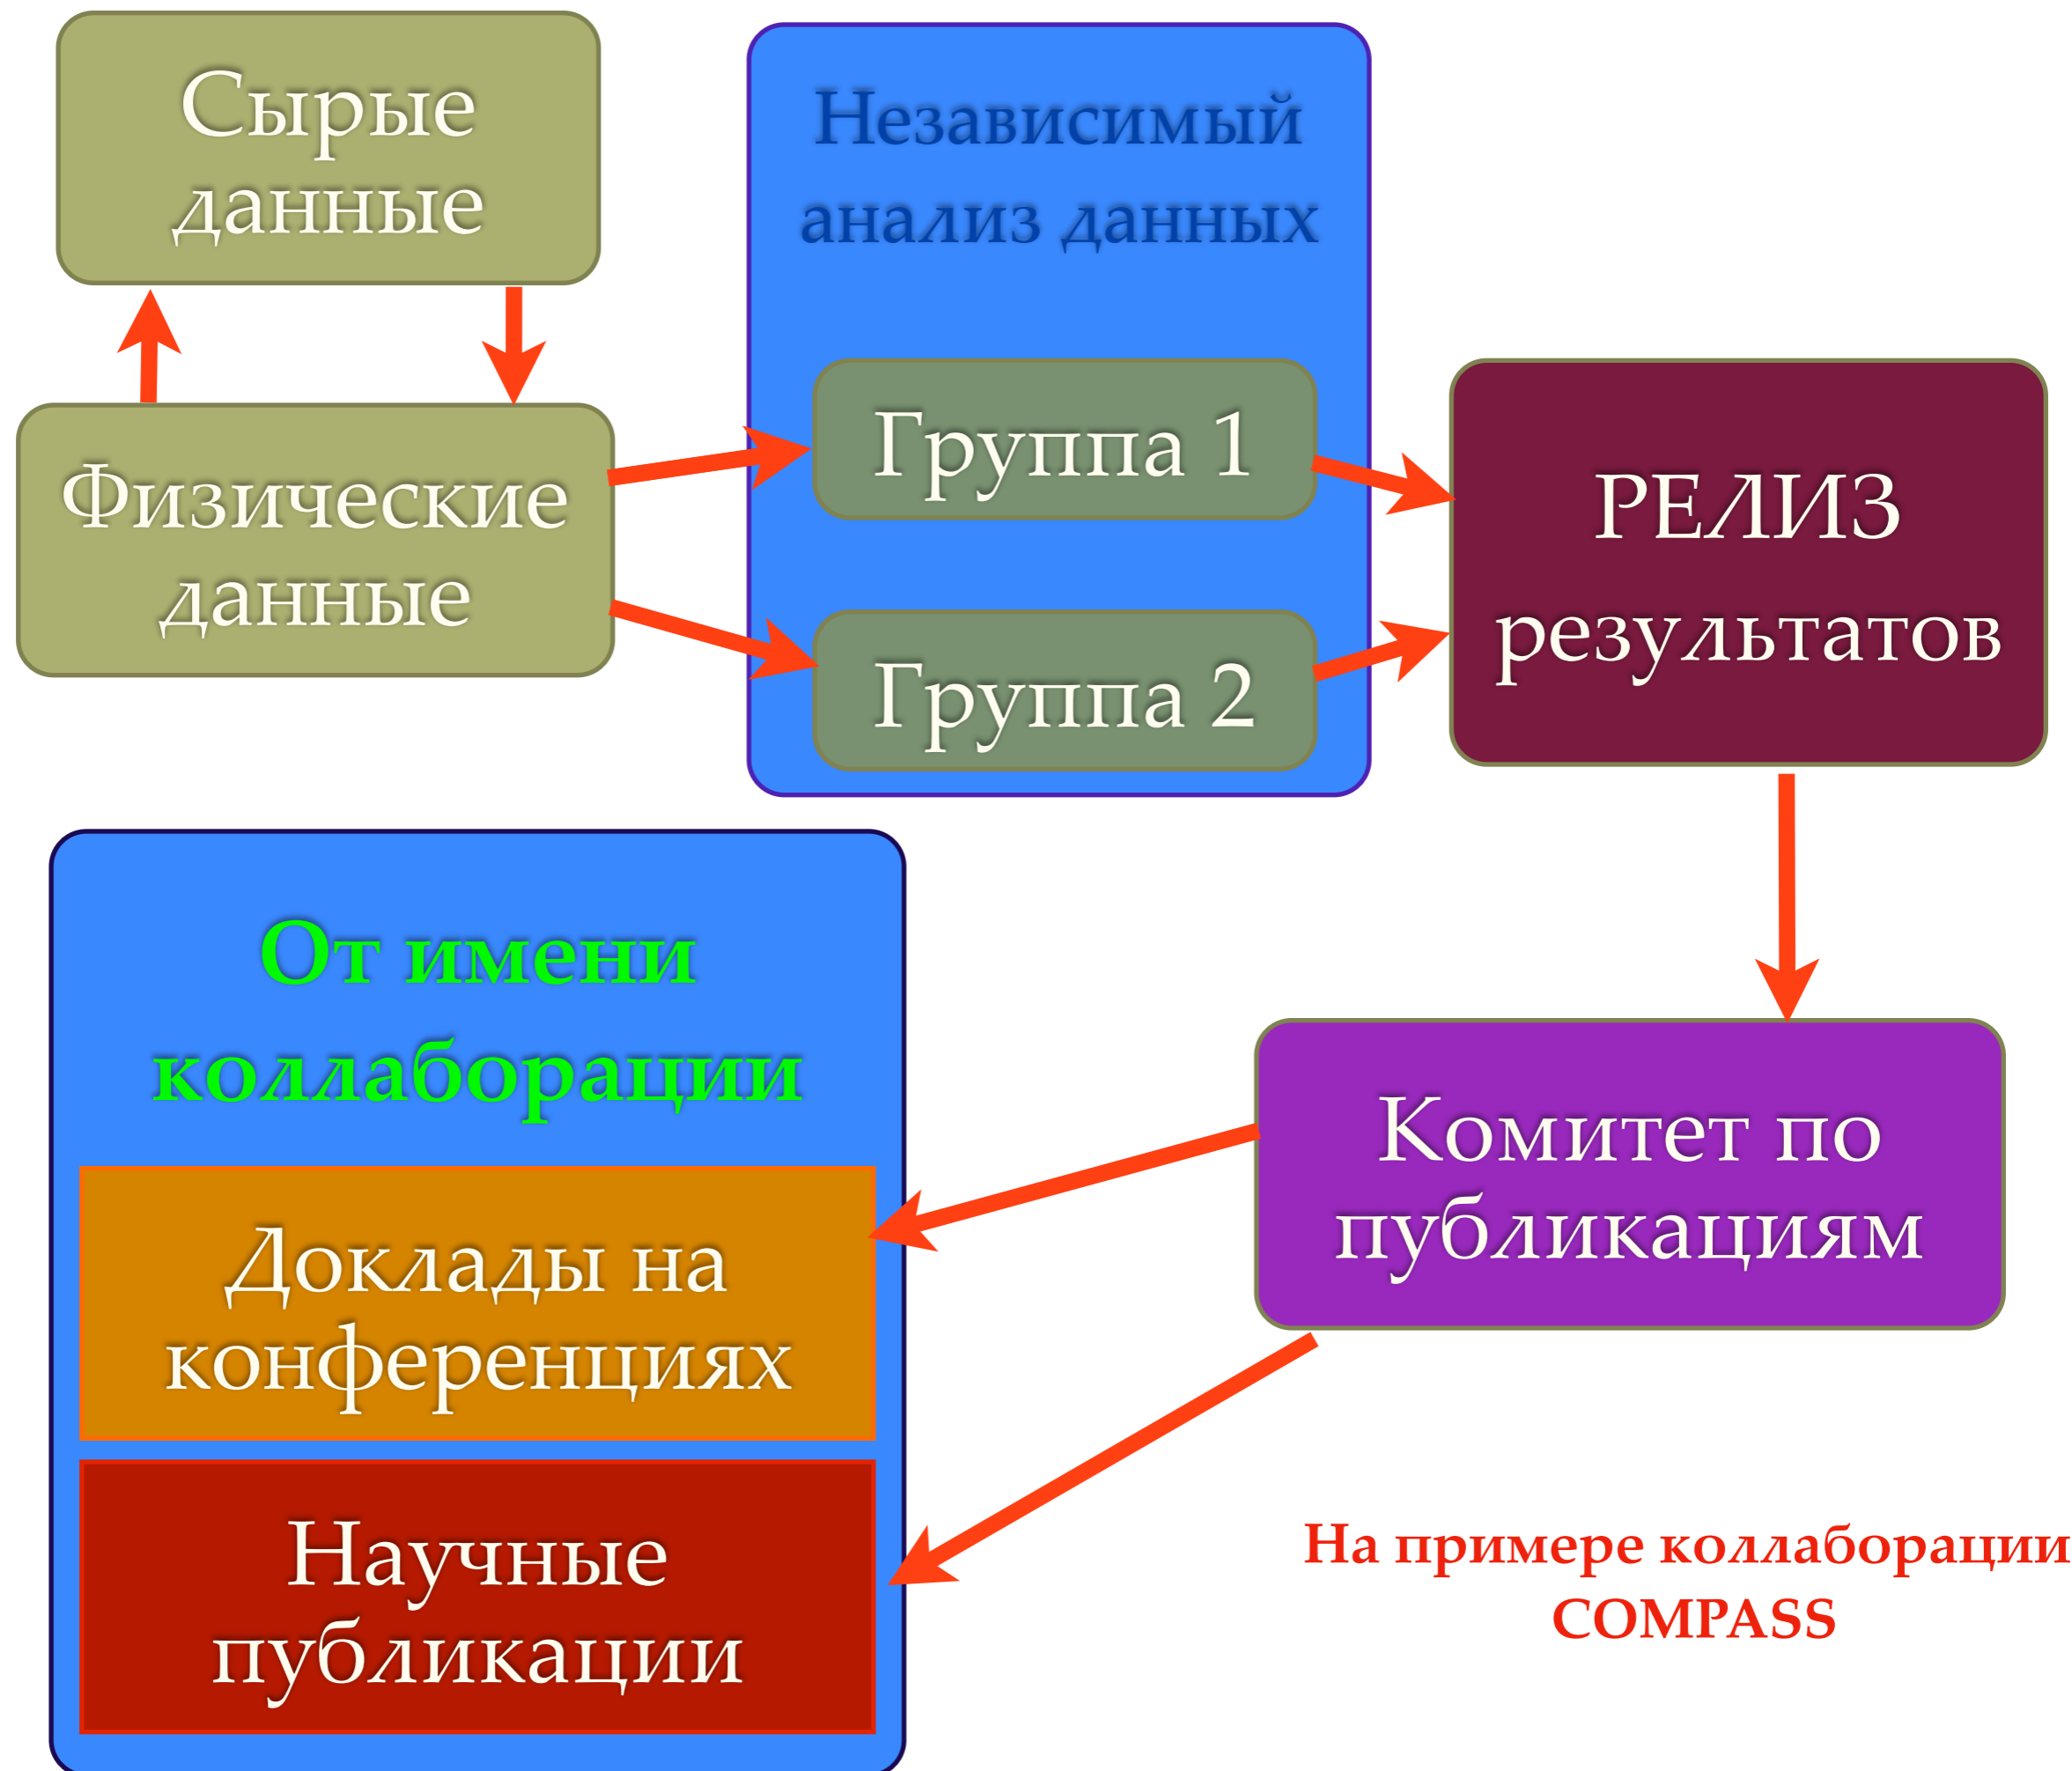 Сырые
данные
Физические
данные
Независимый
анализ данных
Группа 1
Группа 2
РЕЛИЗ
результатов
Комитет по
публикациям
От имени
коллаборации
Доклады на
конференциях
Научные
публикации
На примере коллаборации
COMPASS